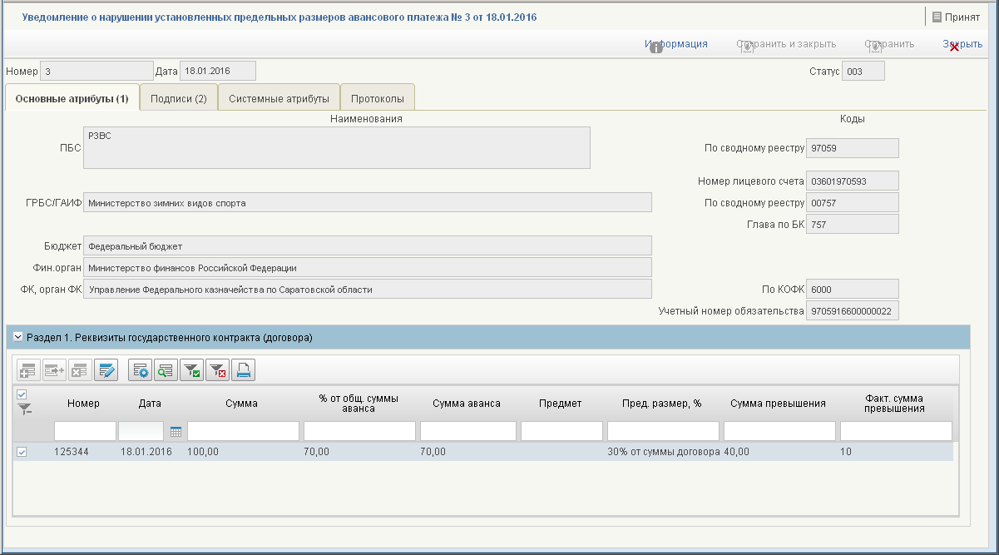 Уведомление о нарушении установленных предельных размеров авансового платежа № 3 от 18.01.2016
Принят
Информация Сохранить и закрыть Сохранить Закрыть
Номер 3 Дата 18.01.2016 Статус 003
Основные атрибуты (1) Подписи (2) Системные атрибуты Протоколы
Наименования Коды
ПБС РЗВС По сводному реестру 97059
Номер лицевого счета 03601970593
ГРБС/ГАИФ Министерство зимних видов спорта По сводному реестру 00757
Глава по БК 757
Бюджет Федеральный бюджет
Фин.орган Министерство финансов Российской Федерации
ФК, орган ФК Управление Федерального казначейства по Саратовской области По КОФК 6000
Учетный номер обязательства 9705916600000022
Раздел 1. Реквизиты государственного контракта (договора)
Номер Дата Сумма % от общ. суммы аванса Сумма аванса Предмет Пред. размер, % Сумма превышения Факт. сумма превышения
125344 18.01.2016 100,00 70,00 70,00 30% от суммы договора 40,00 10